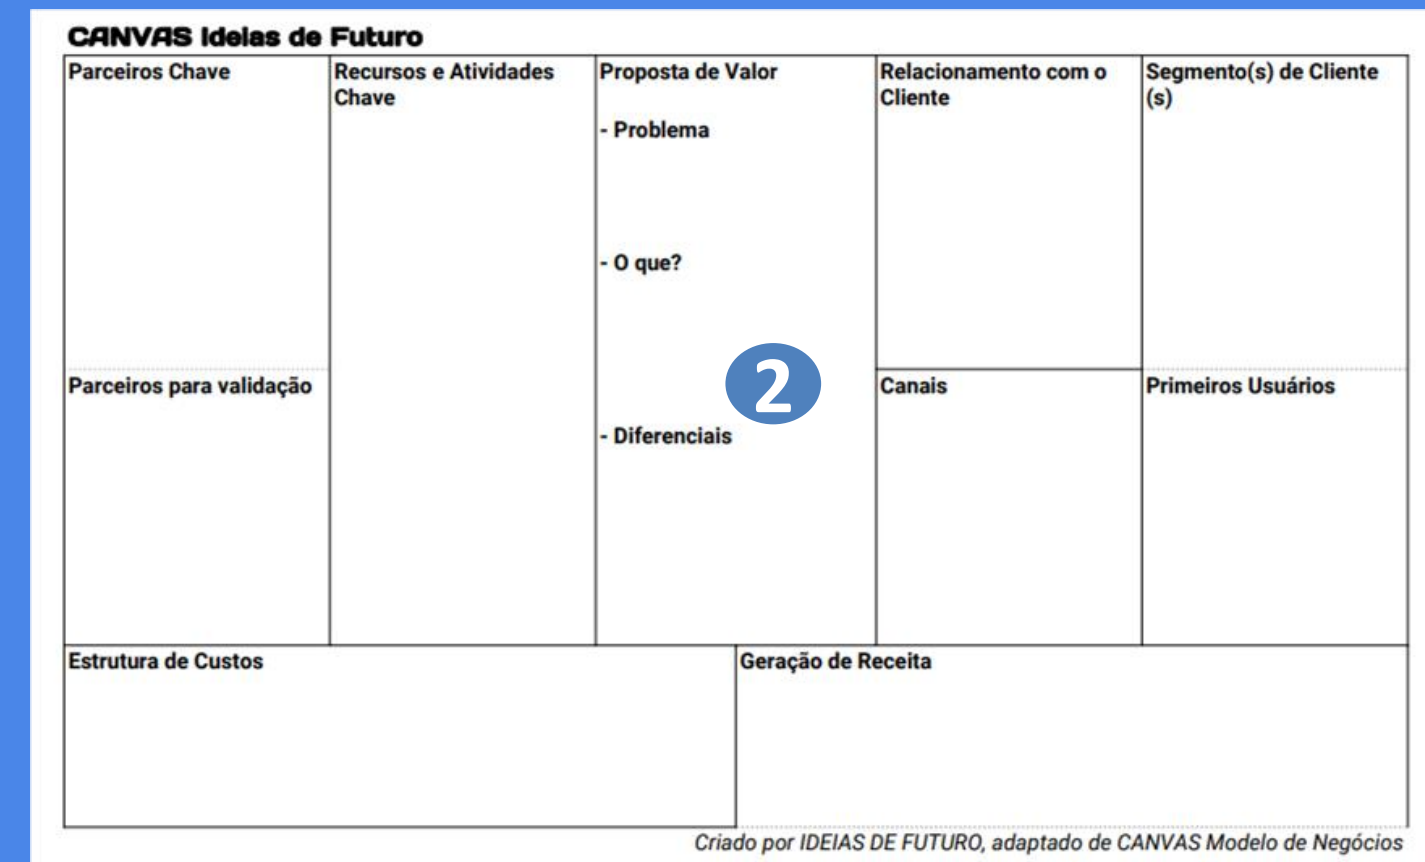 CANVAS Ideias de Futuro
Parceiros Chave
Recursos e Atividades
Chave
Proposta de Valor
- Problema
- O que?
2
- Diferenciais
Relacionamento com o
Cliente
Segmento(s) de Cliente
(s)
Parceiros para validação
Canais
Primeiros Usuários
Estrutura de Custos
Geração de Receita
Criado por IDEIAS DE FUTURO, adaptado de CANVAS Modelo de Negócios